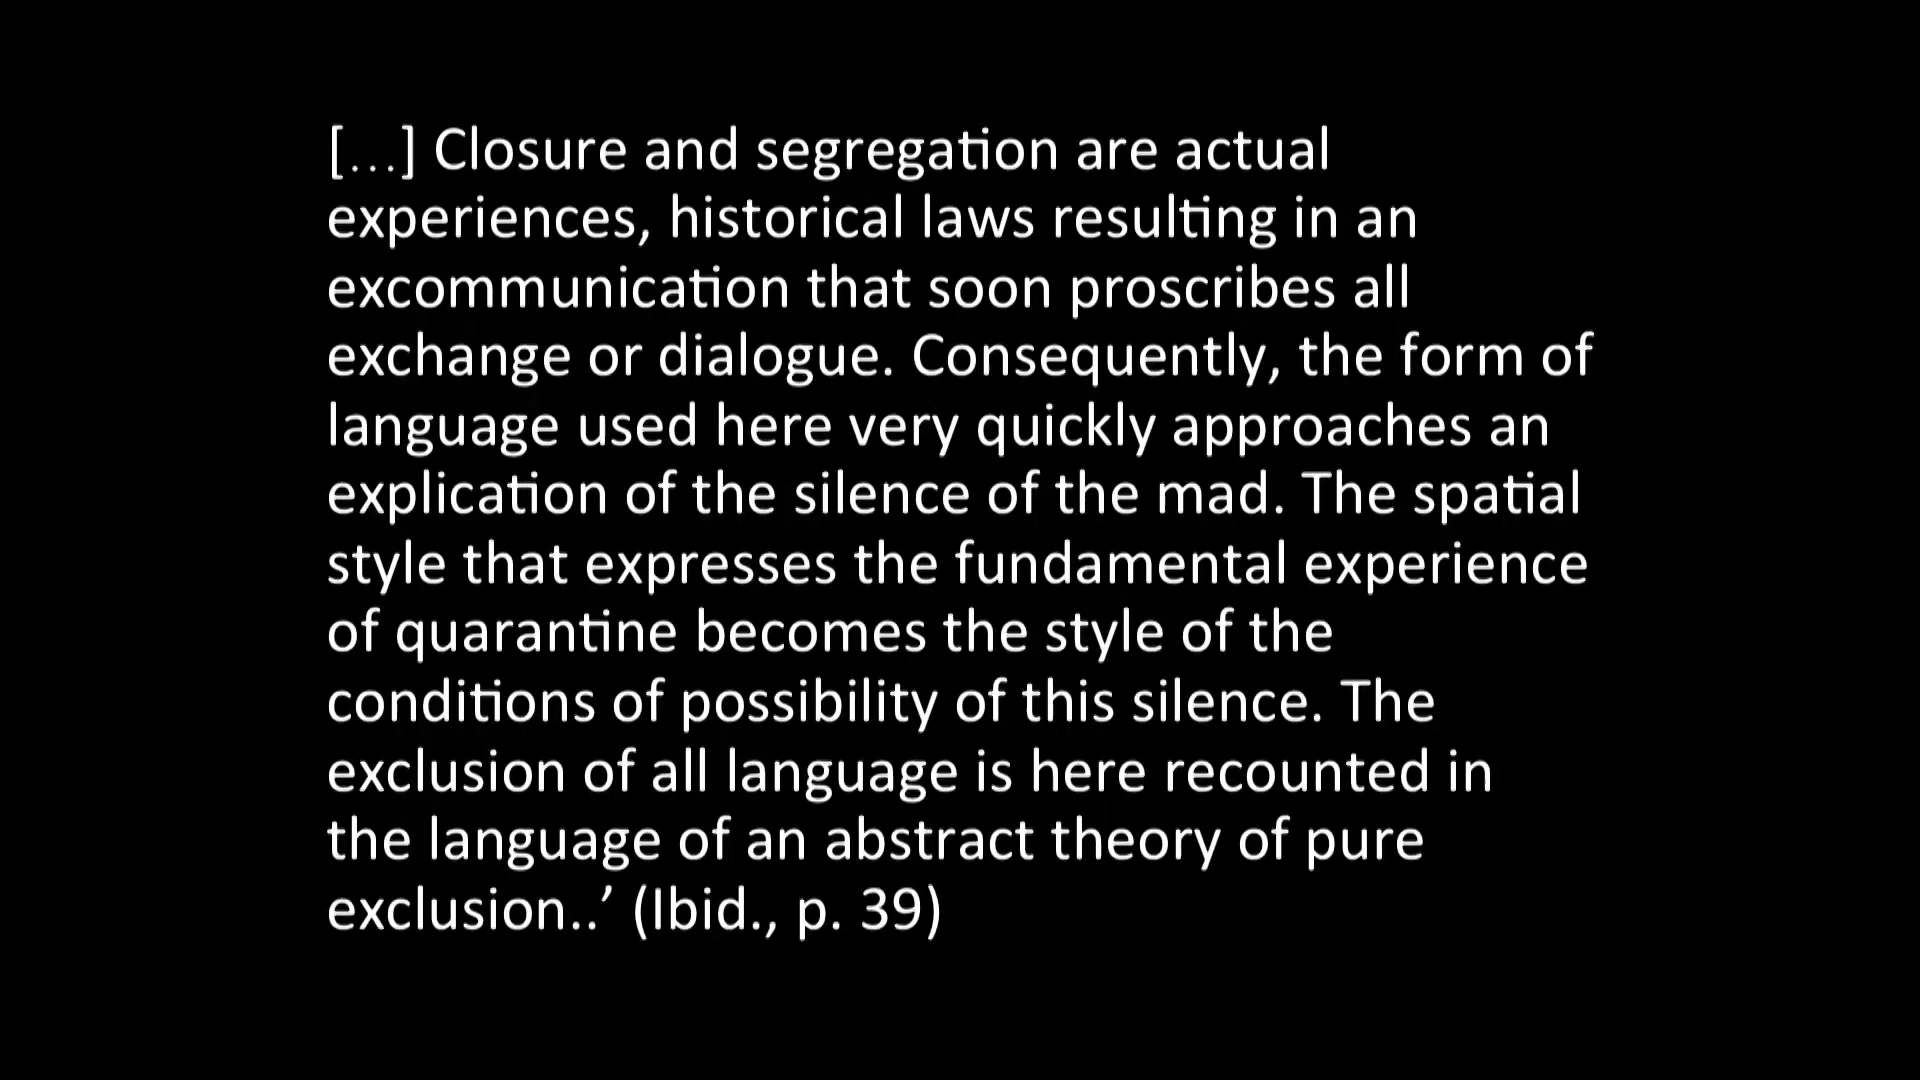 […] Closure and segregation are actual
experiences, historical laws resulting in an
excommunication that soon proscribes all
exchange or dialogue. Consequently, the form of
language used here very quickly approaches an
explication of the silence of the mad. The spatial
style that expresses the fundamental experience
of quarantine becomes the style of the
conditions of possibility of this silence. The
exclusion of all language is here recounted in
the language of an abstract theory of pure
exclusion..’ (Ibid., p. 39)